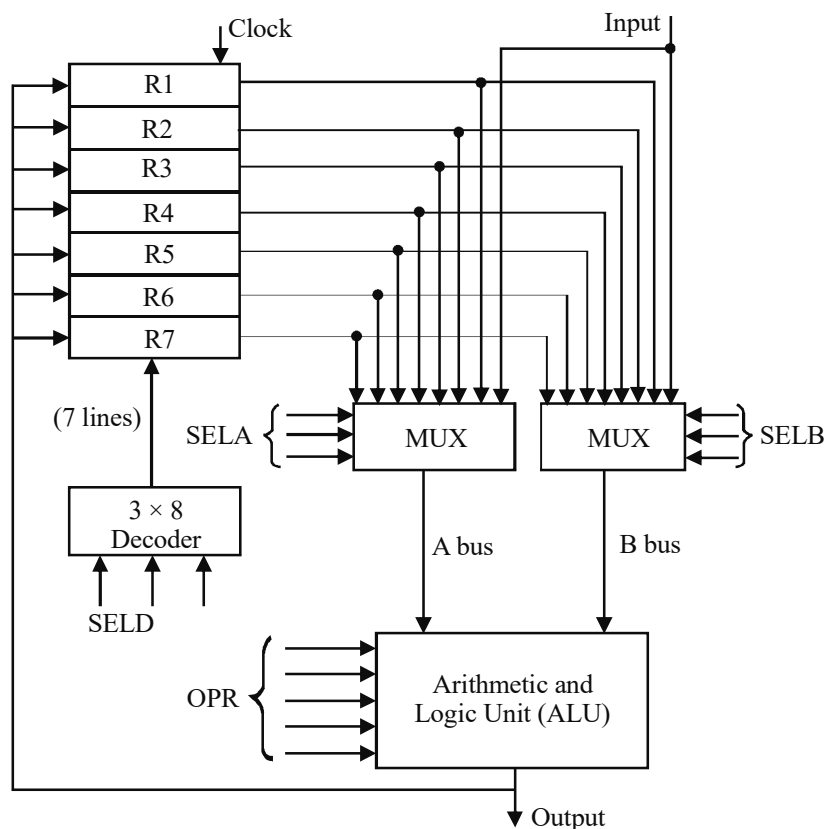 Clock
Input
R1
R2
R3
R4
R5
R6
R7
(7 lines)
SELA
MUX
MUX
SELB
3 × 8
Decoder
SELD
A bus
B bus
OPR
Arithmetic and
Logic Unit (ALU)
Output